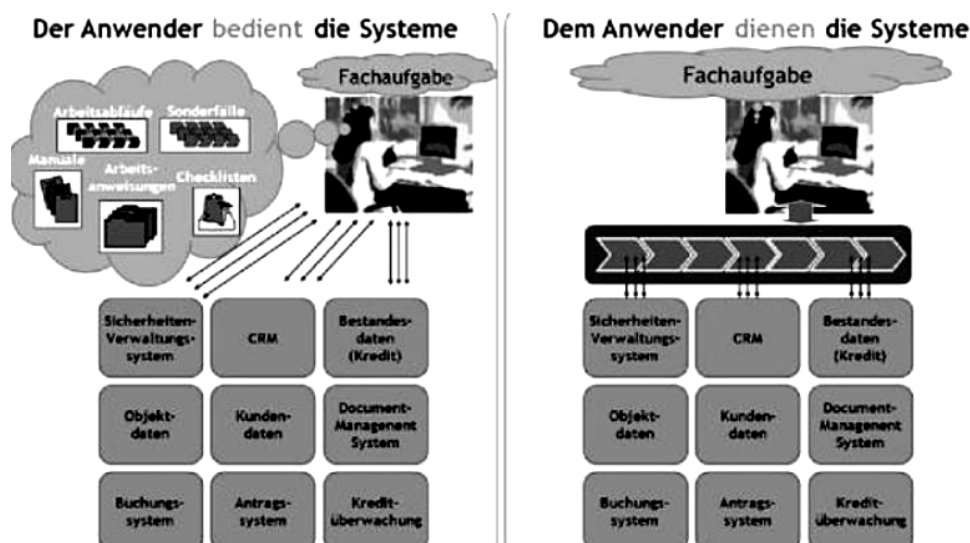 Der Anwender bedient die Systeme
Fachaufgabe
Arbeitsabläufe
Sonderfälle
Manuale
Arbeits-
anweisungen
Checklisten
Sicherheiten-
Verwaltungs-
system
CRM
Bestandes-
daten
(Kredit)
Objekt-
daten
Kunden-
daten
Document-
Management
System
Buchungs-
system
Antrags-
system
Kredit-
überwachung
Dem Anwender dienen die Systeme
Fachaufgabe
Sicherheiten-
Verwaltungs-
system
CRM
Bestandes-
daten
(Kredit)
Objekt-
daten
Kunden-
daten
Document-
Management
System
Buchungs-
system
Antrags-
system
Kredit-
überwachung